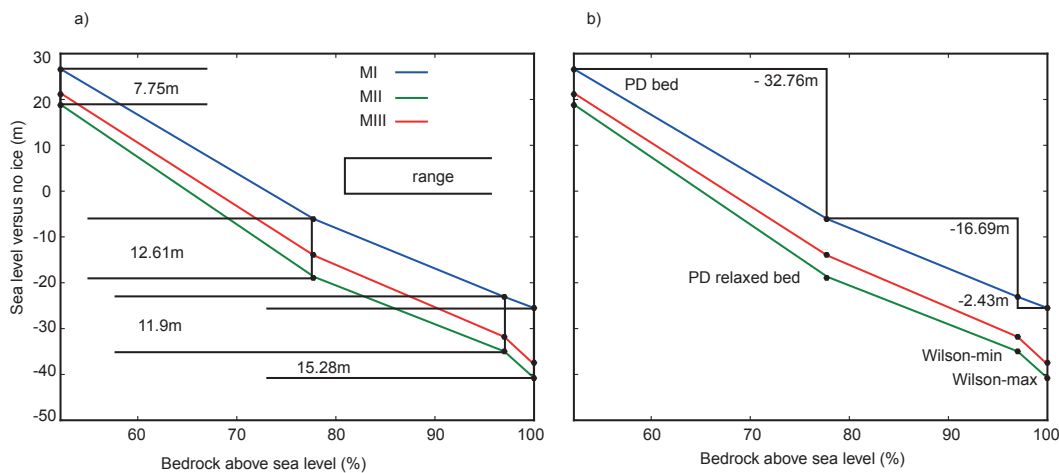 a)
b)
Sea level versus no ice (m)
30
20
10
0
-10
-20
-30
-40
-50
7.75m
MI
MII
MIII
range
12.61m
11.9m
15.28m
60
70
80
90
100
Bedrock above sea level (%)
PD bed
- 32.76m
-16.69m
PD relaxed bed
-2.43m
Wilson-min
Wilson-max
60
70
80
90
100
Bedrock above sea level (%)